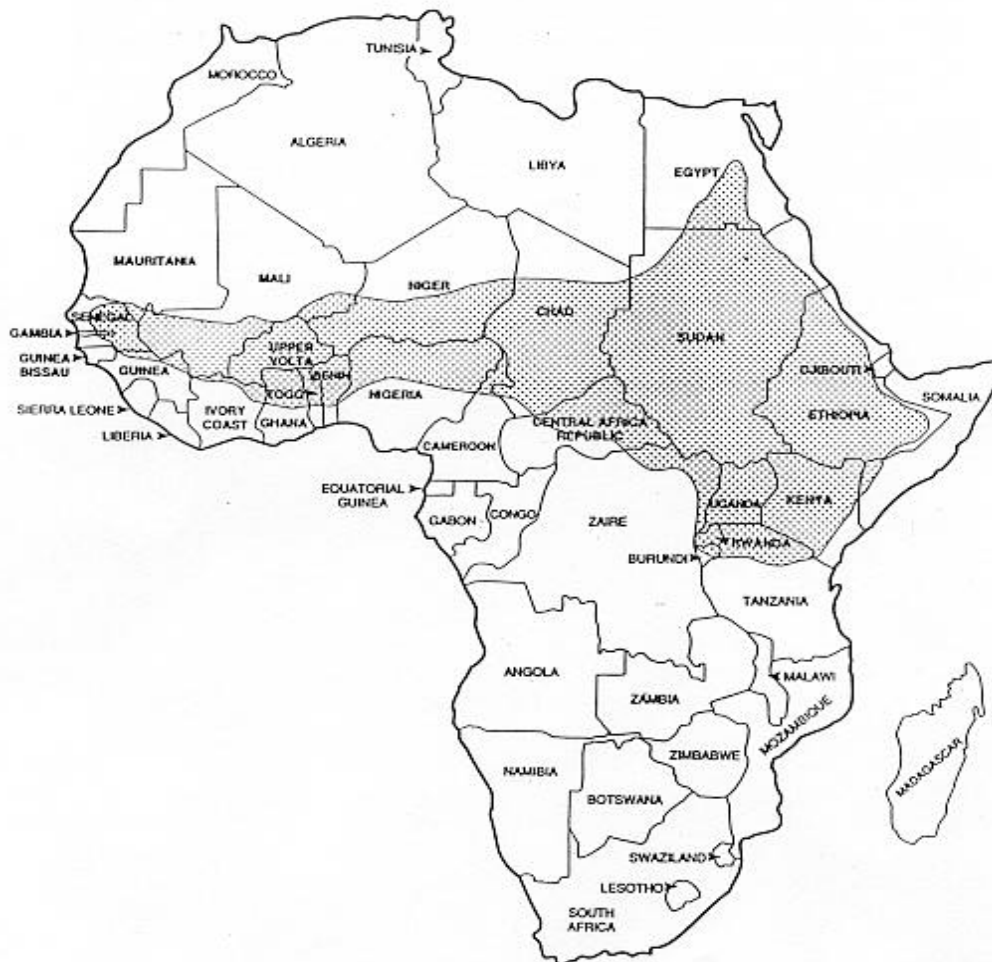 TUNISIA
MOROCCO
ALGERIA
LIBYA
EGYPT
MAURITANIA
MALI
NIGER
CHAD
SUDAN
SENEGAL
GAMBIA
GUINEA
BISSAU
GUINEA
UPPER
VOLTA
BENIN
TOGO
NIGERIA
DJIBOUTI
SOMALIA
ETHIOPIA
SIERRA LEONE
IVORY
COAST
GHANA
LIBERIA
CENTRAL AFRICA
REPUBLIC
CAMEROON
EQUATORIAL
GUINEA
GABON
CONGO
ZAIRE
UGANDA
KENYA
RWANDA
BURUNDI
TANZANIA
ANGOLA
ZAMBIA
MALAWI
MOZAMBIQUE
ZIMBABWE
NAMIBIA
BOTSWANA
MADAGASCAR
SWAZILAND
LESOTHO
SOUTH
AFRICA